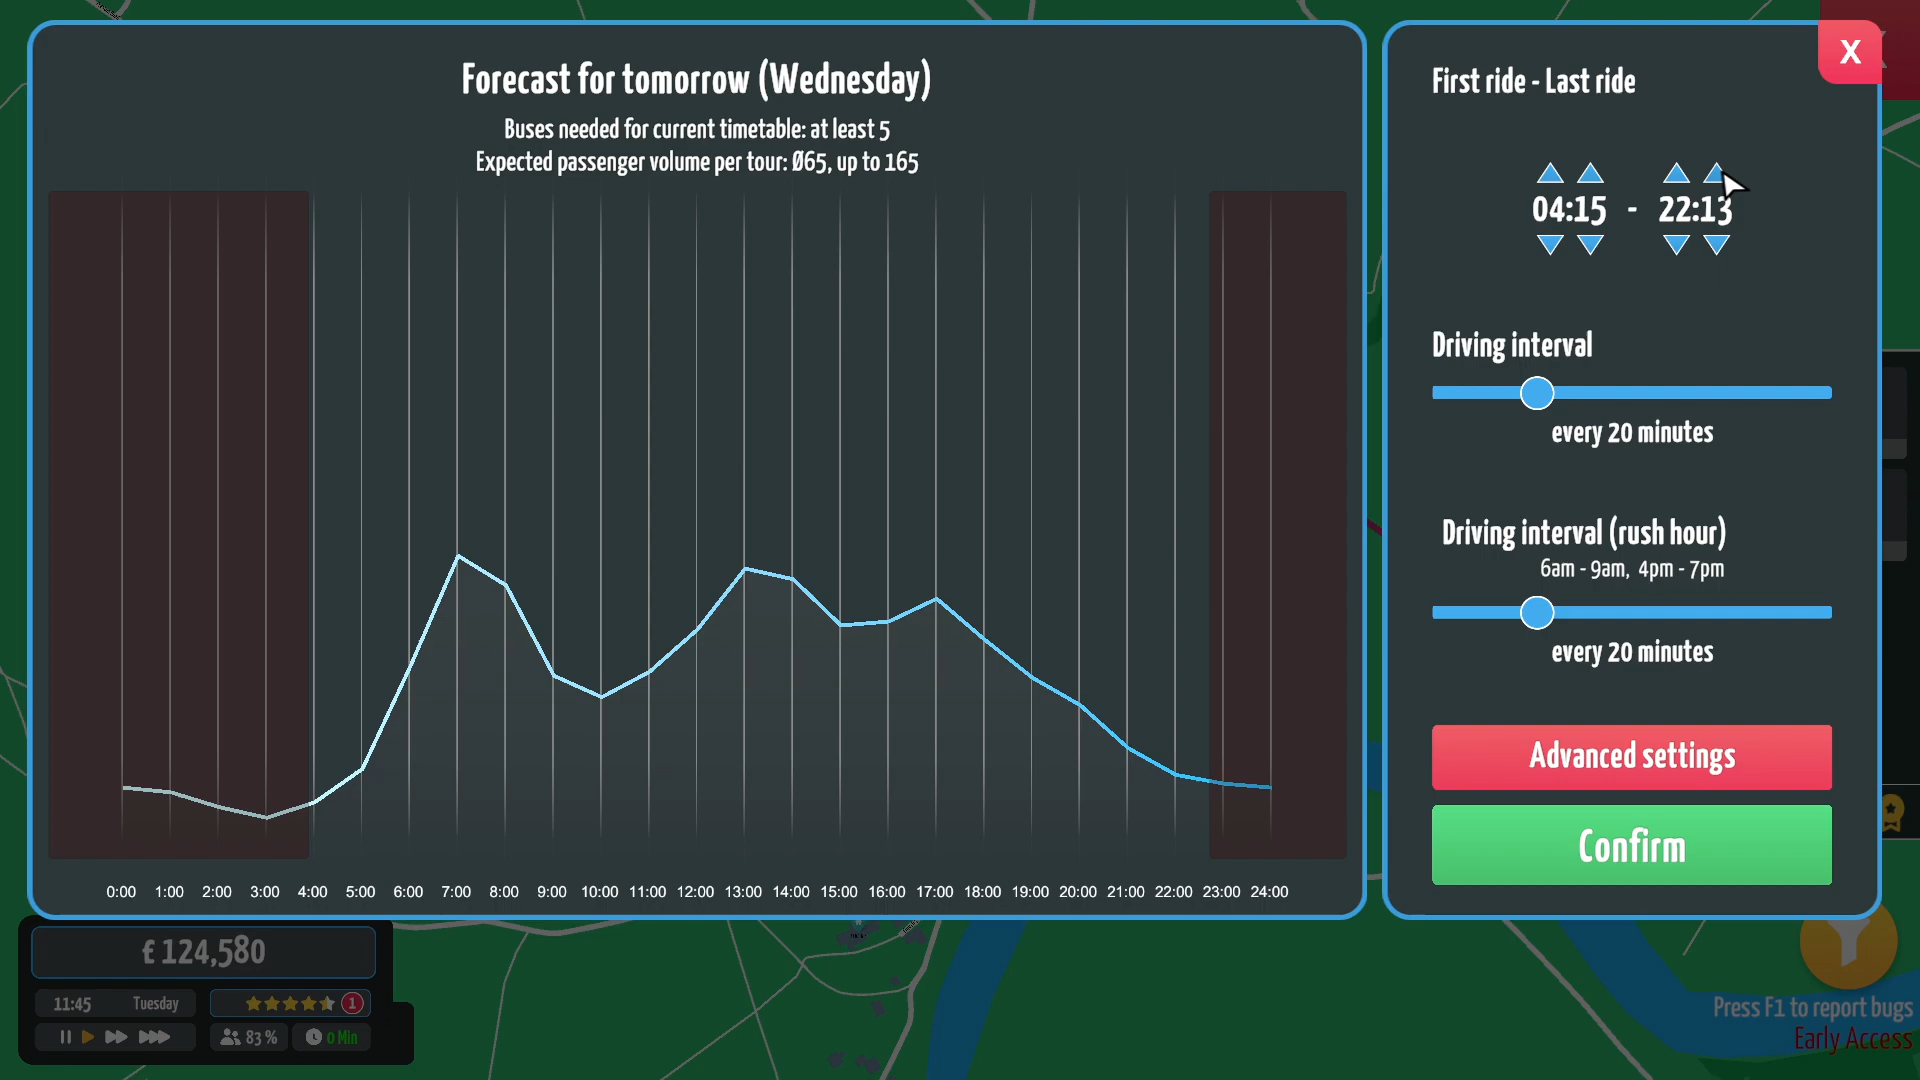 Forecast for tomorrow (Wednesday)
Buses needed for current timetable: at least 5
Expected passenger volume per tour: Ø65, up to 165
0:00 1:00 2:00 3:00 4:00 5:00 6:00 7:00 8:00 9:00 10:00 11:00 12:00 13:00 14:00 15:00 16:00 17:00 18:00 19:00 20:00 21:00 22:00 23:00 24:00
X
First ride - Last ride
04:15 - 22:13
Driving interval
every 20 minutes
Driving interval (rush hour)
6am - 9am, 4pm - 7pm
every 20 minutes
Advanced settings
Confirm
£ 124,580
11:45 Tuesday
1
83 %
0 Min
Press F1 to report bugs
Early Access